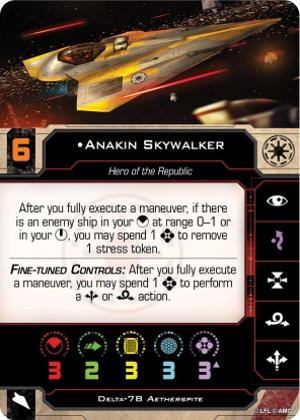 6 •Anakin Skywalker
Hero of the Republic
After you fully execute a maneuver, if there
is an enemy ship in your at range 0–1 or
in your , you may spend 1 to remove
1 stress token.
Fine-tuned Controls: After you fully execute
a maneuver, you may spend 1 to perform
a or action.
3 2 3 3 3
Delta-7B Aethersprite
© LFL © AMG